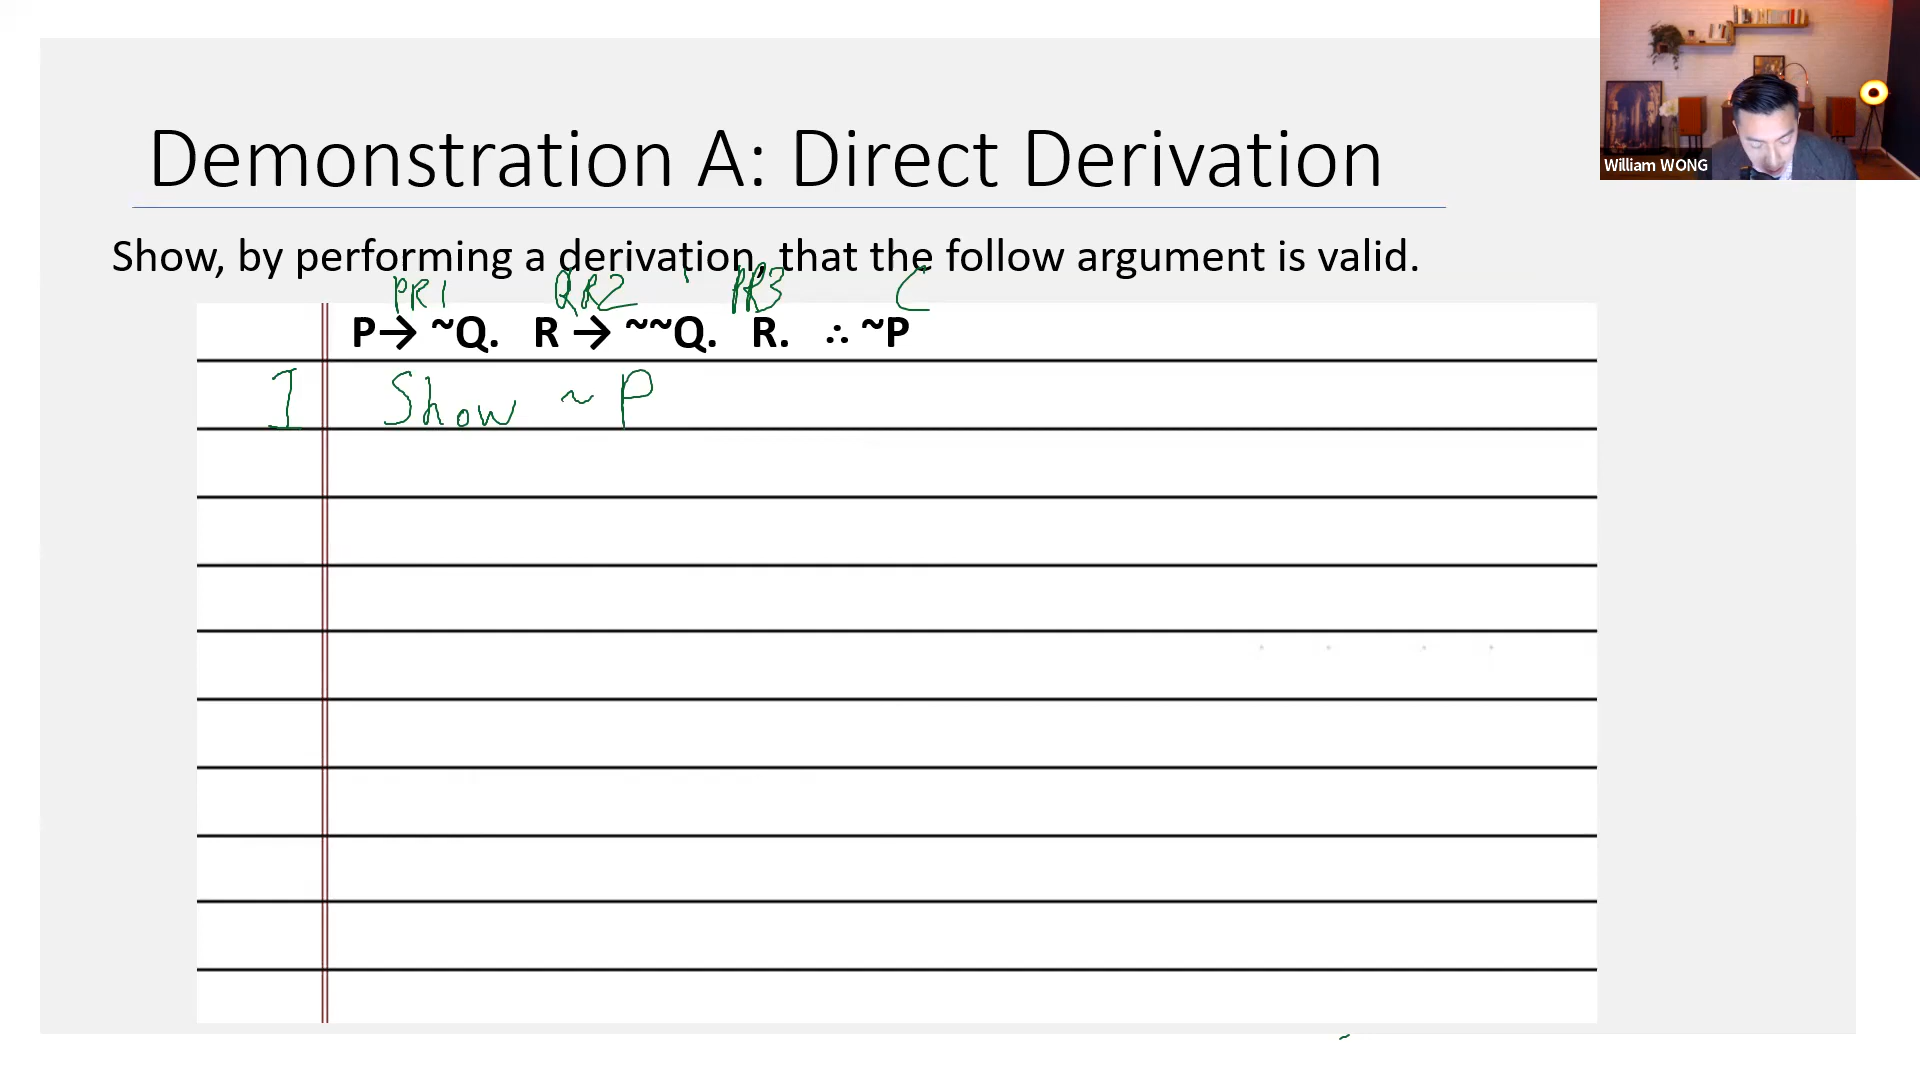 William WONG
Demonstration A: Direct Derivation
Show, by performing a derivation, that the follow argument is valid.
PR1 PR2 PR3 C
P→ ~Q. R → ~~Q. R. ∴ ~P
1 Show ~P